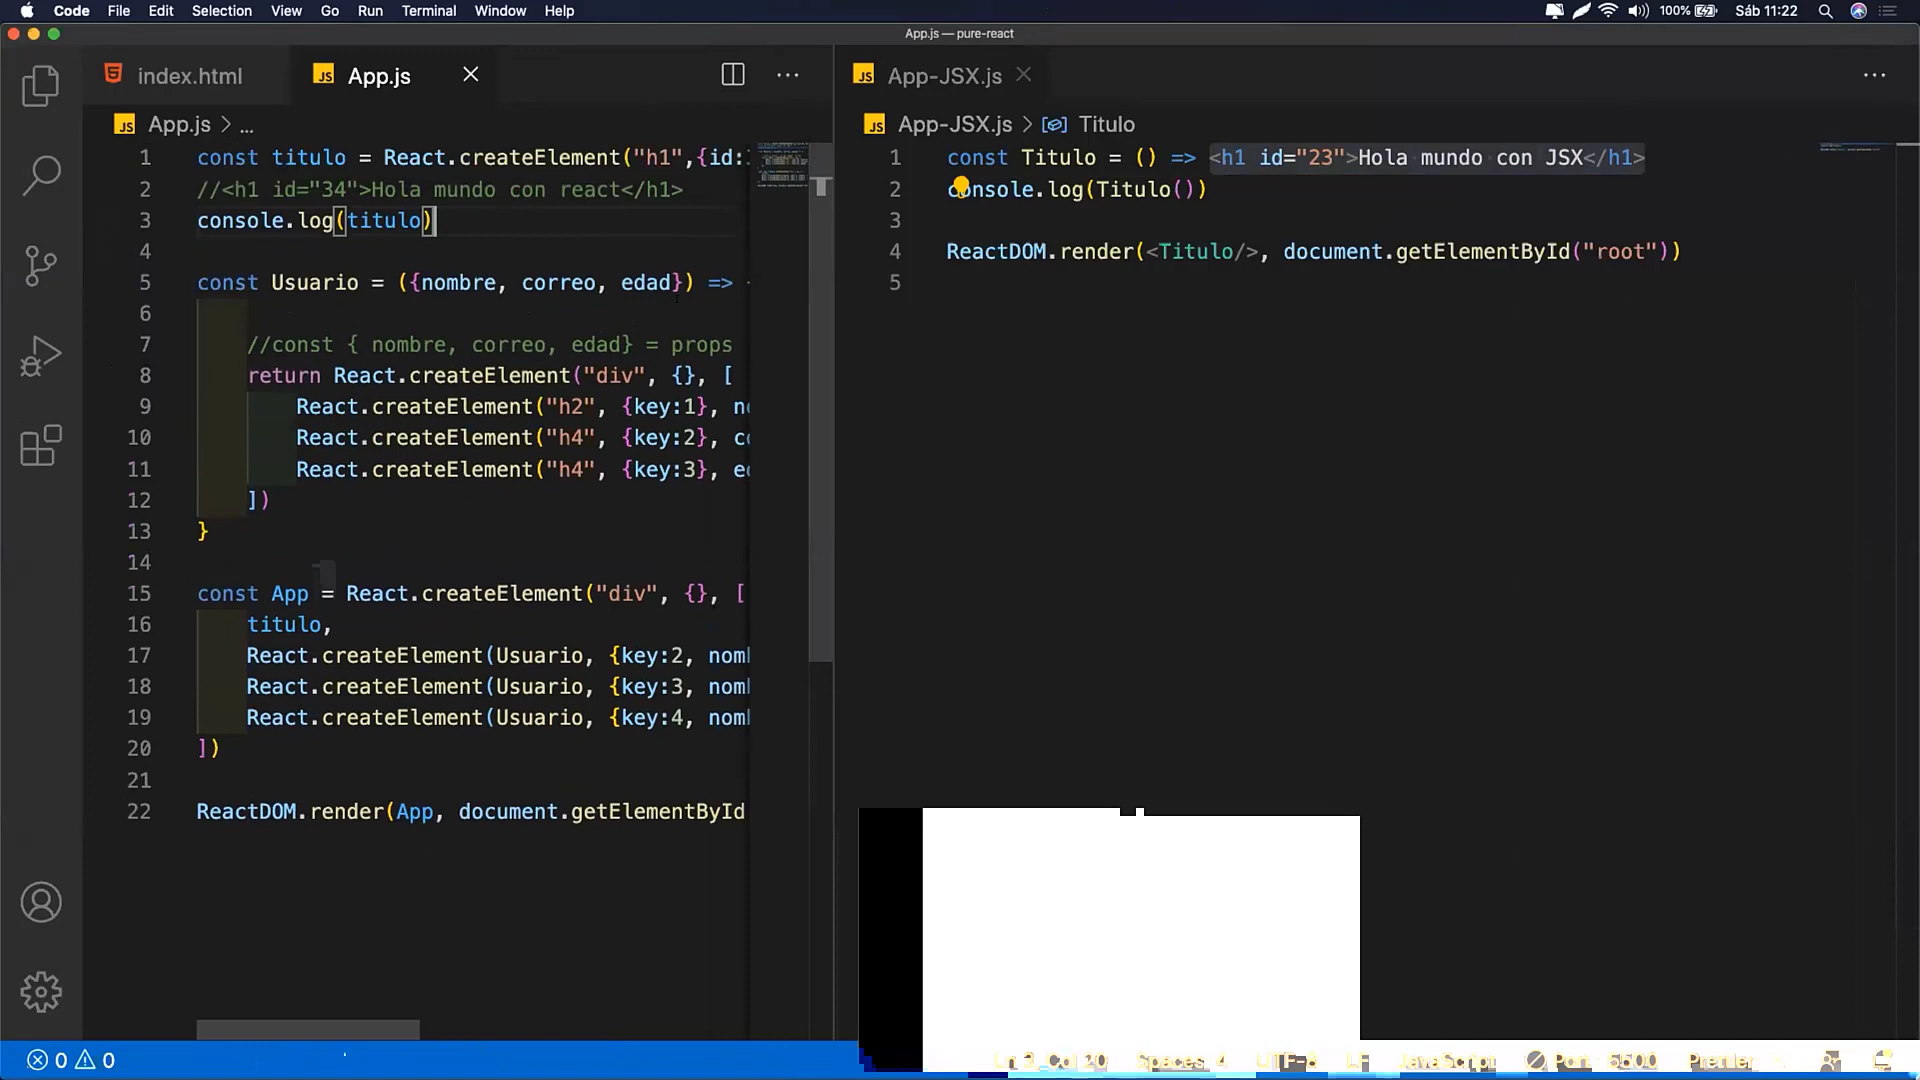 Code File Edit Selection View Go Run Terminal Window Help
100% Sáb 11:22
App.js — pure-react
index.html
App.js
App.js > ...
1 const titulo = React.createElement("h1",{id:
2 //<h1 id="34">Hola mundo con react</h1>
3 console.log(titulo)
4
5 const Usuario = ({nombre, correo, edad}) =>
6
7 //const { nombre, correo, edad} = props
8 return React.createElement("div", {}, [
9 React.createElement("h2", {key:1},
10 React.createElement("h4", {key:2},
11 React.createElement("h4", {key:3},
12 ])
13 }
14
15 const App = React.createElement("div", {}, [
16 titulo,
17 React.createElement(Usuario, {key:2,
18 React.createElement(Usuario, {key:3,
19 React.createElement(Usuario, {key:4,
20 ])
21
22 ReactDOM.render(App, document.getElementById
App-JSX.js
App-JSX.js > Titulo
1 const Titulo = () => <h1 id="23">Hola mundo con JSX</h1>
2 console.log(Titulo())
3
4 ReactDOM.render(<Titulo/>, document.getElementById("root"))
5
0 0
UTF-8 LF JavaScript Port : 5500 Prettier